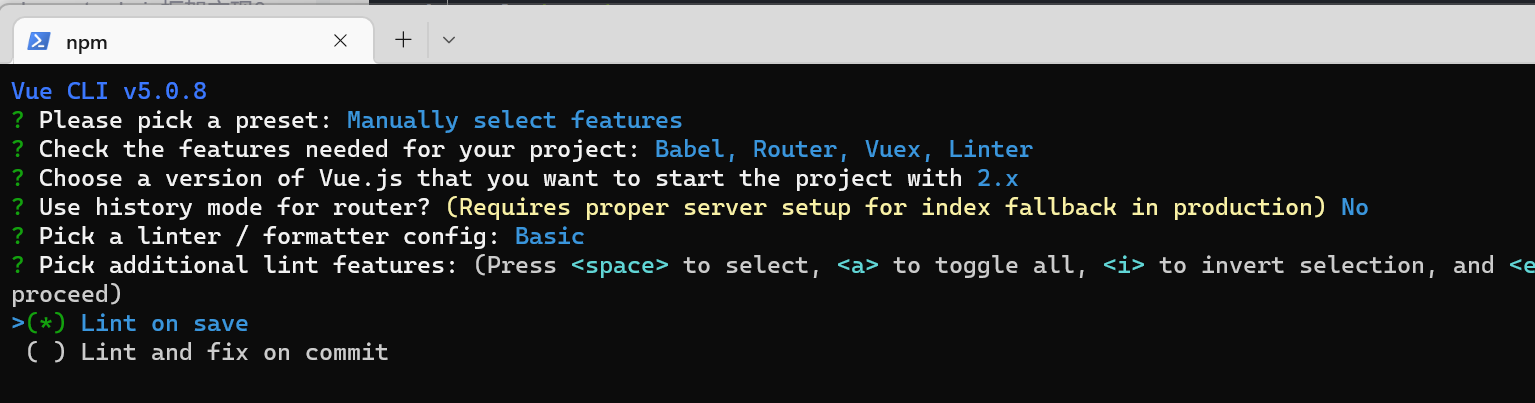 npm
Vue CLI v5.0.8
? Please pick a preset: Manually select features
? Check the features needed for your project: Babel, Router, Vuex, Linter
? Choose a version of Vue.js that you want to start the project with 2.x
? Use history mode for router? (Requires proper server setup for index fallback in production) No
? Pick a linter / formatter config: Basic
? Pick additional lint features: (Press <space> to select, <a> to toggle all, <i> to invert selection, and <e
proceed)
>(*) Lint on save
( ) Lint and fix on commit